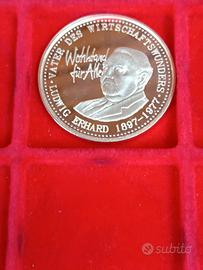 ·VATER DES WIRTSCHAFTSWUNDERS·
Wohlstand
für Alle
LUDWIG ERHARD 1897-1977
subito